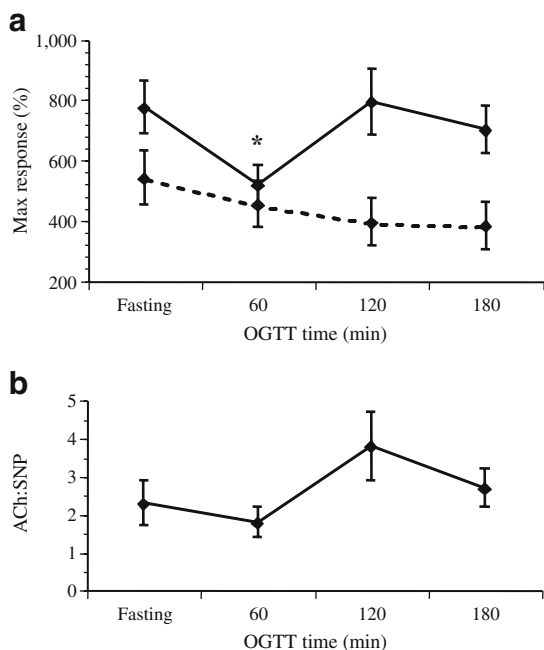 a
1,000
800
600
400
200
Max response (%)
*
Fasting 60 120 180
OGTT time (min)
b
5
4
3
2
1
0
ACh:SNP
Fasting 60 120 180
OGTT time (min)